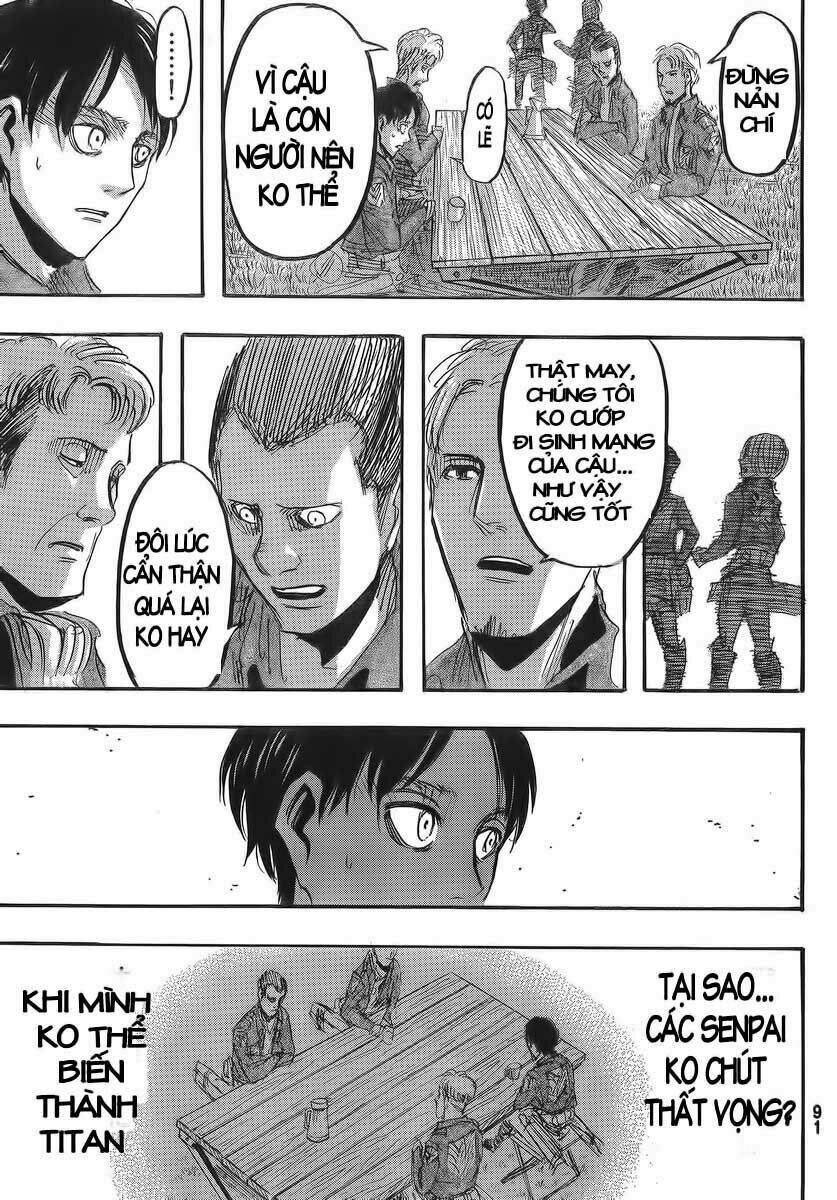 ĐỪNG
NẢN
CHÍ
CÓ
LẼ
VÌ CẬU
LÀ CON
NGƯỜI NÊN
KO THỂ
......!
THẬT MAY,
CHÚNG TÔI
KO CƯỚP
ĐI SINH MẠNG
CỦA CẬU...
NHƯ VẬY
CŨNG TỐT
ĐÔI LÚC
CẨN THẬN
QUÁ LẠI
KO HAY
TẠI SAO...
CÁC SENPAI
KO CHÚT
THẤT VỌNG?
KHI MÌNH
KO THỂ
BIẾN
THÀNH
TITAN
91